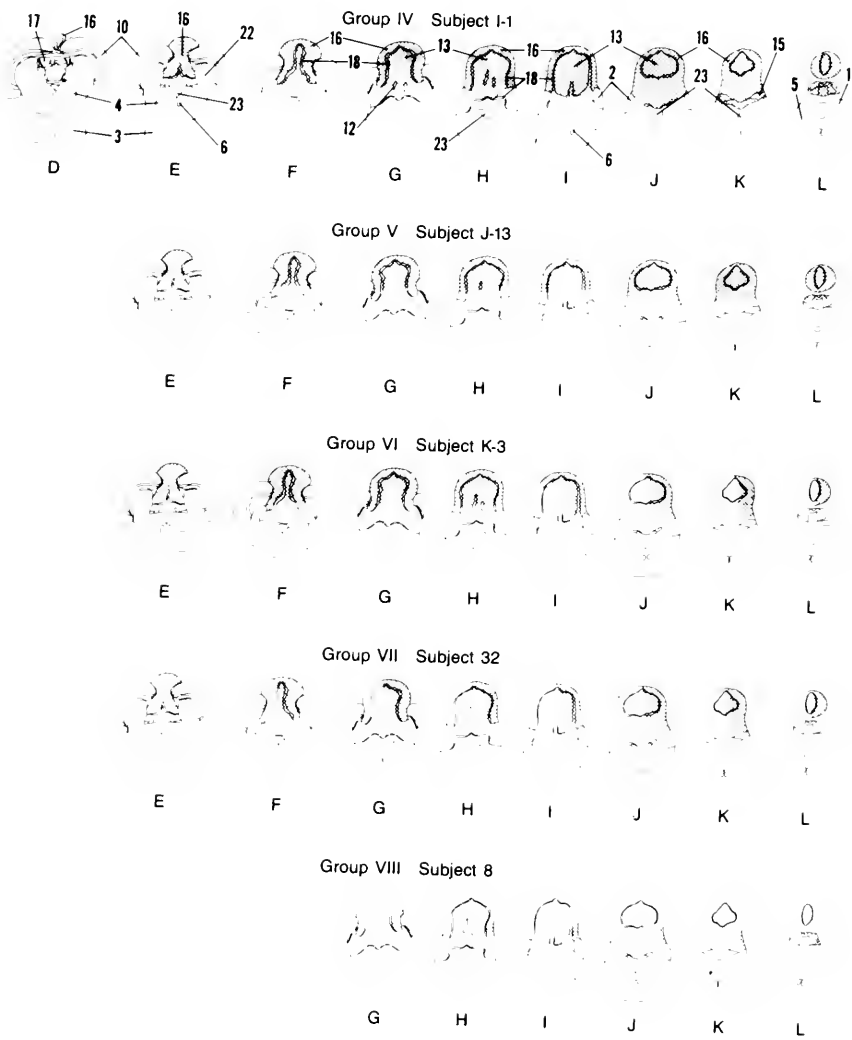 Group IV Subject I-1
17 16 10 16 22 16 13 16 18 16 13 16 15
18 18 2 23 5 1
4 23 12
3 6 23 6
D E F G H I J K L
Group V Subject J-13
E F G H I J K L
Group VI Subject K-3
E F G H I J K L
Group VII Subject 32
E F G H I J K L
Group VIII Subject 8
G H I J K L